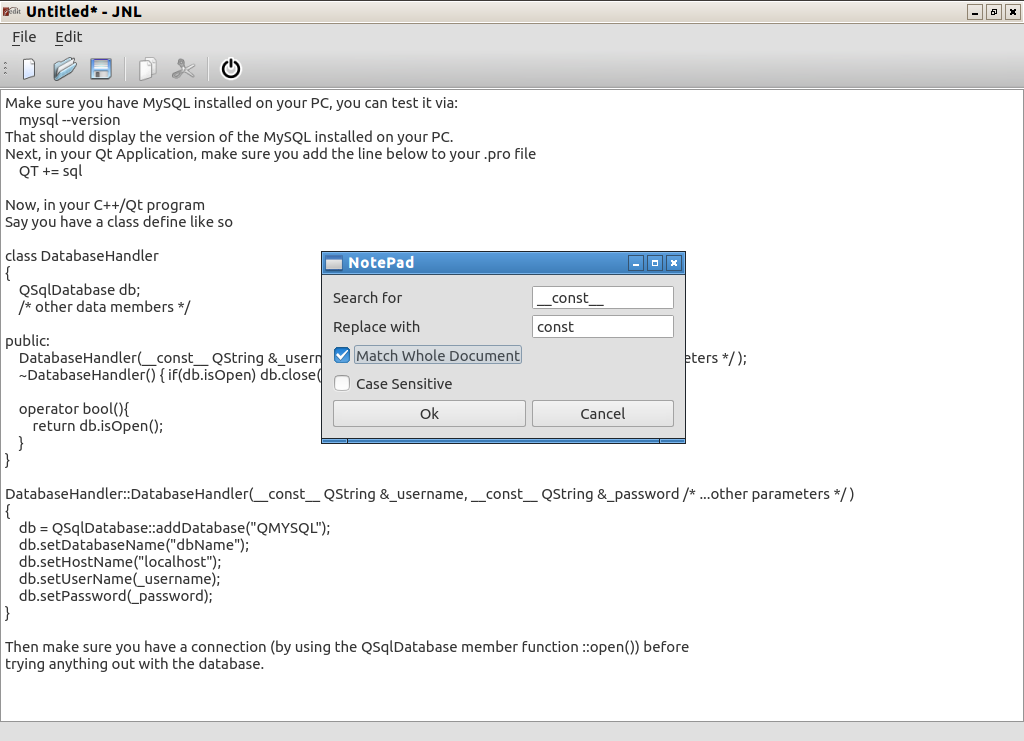 Untitled* - JNL
File Edit
Make sure you have MySQL installed on your PC, you can test it via:
mysql --version
That should display the version of the MySQL installed on your PC.
Next, in your Qt Application, make sure you add the line below to your .pro file
QT += sql
Now, in your C++/Qt program
Say you have a class define like so
class DatabaseHandler
{
QSqlDatabase db;
/* other data members */
public:
DatabaseHandler(__const__ QString &_usern
eters */ );
~DatabaseHandler() { if(db.isOpen) db.close(
operator bool(){
return db.isOpen();
}
}
DatabaseHandler::DatabaseHandler(__const__ QString &_username, __const__ QString &_password /* ...other parameters */ )
{
db = QSqlDatabase::addDatabase("QMYSQL");
db.setDatabaseName("dbName");
db.setHostName("localhost");
db.setUserName(_username);
db.setPassword(_password);
}
Then make sure you have a connection (by using the QSqlDatabase member function ::open()) before
trying anything out with the database.
NotePad
Search for __const__
Replace with const
Match Whole Document
Case Sensitive
Ok Cancel